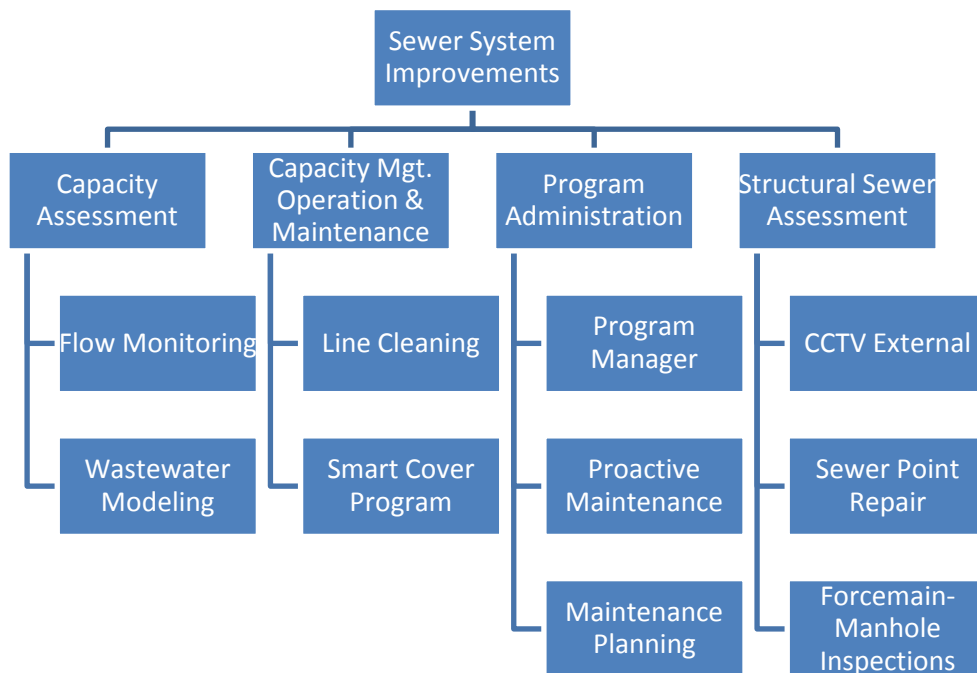 Sewer System
Improvements
Capacity
Assessment
Capacity Mgt.
Operation &
Maintenance
Program
Administration
Structural Sewer
Assessment
Flow Monitoring
Line Cleaning
Program
Manager
CCTV External
Wastewater
Modeling
Smart Cover
Program
Proactive
Maintenance
Sewer Point
Repair
Maintenance
Planning
Forcemain-
Manhole
Inspections